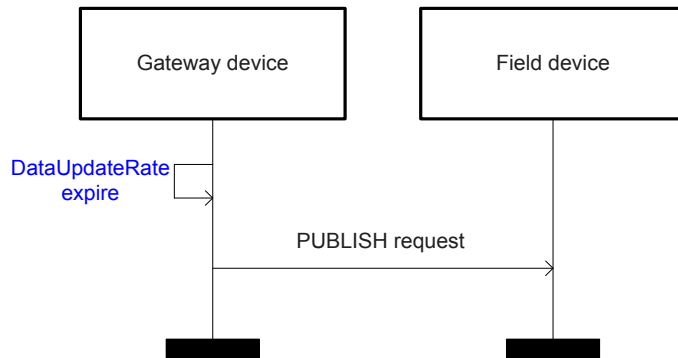 Gateway device
Field device
DataUpdateRate
expire
PUBLISH request